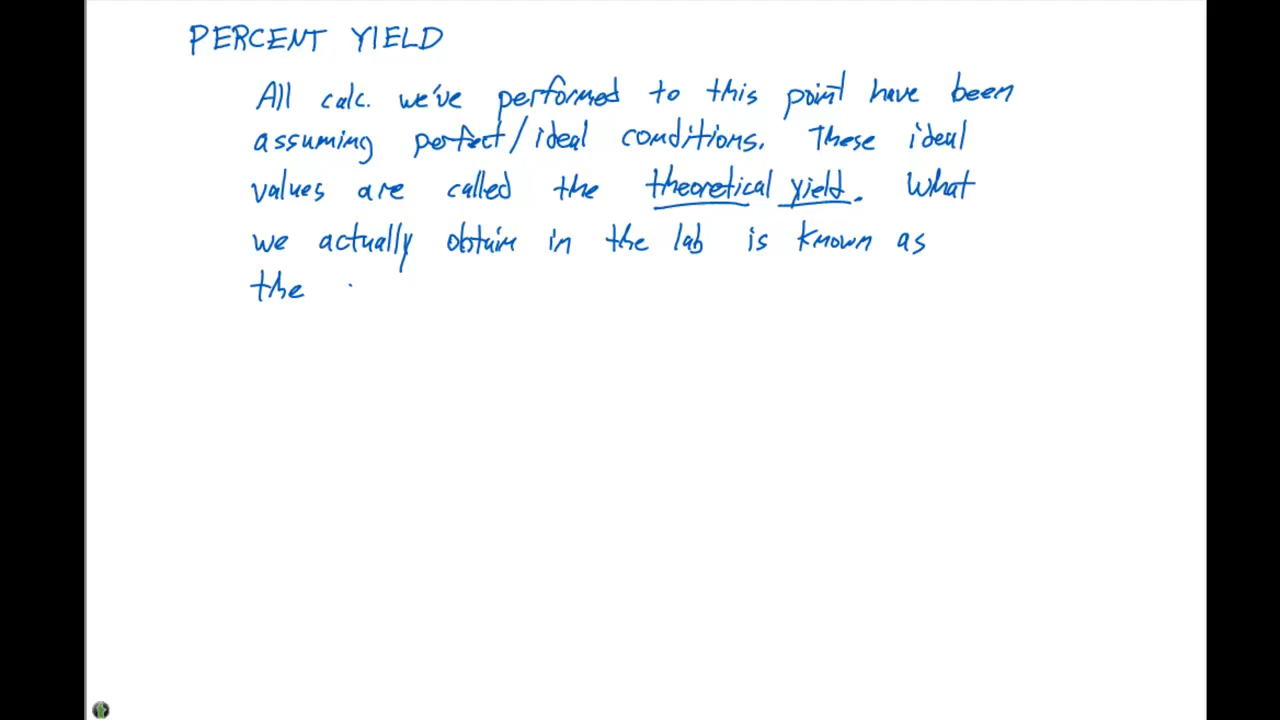 PERCENT YIELD
All calc. we've performed to this point have been
assuming perfect/ideal conditions. These ideal
values are called the theoretical yield. What
we actually obtain in the lab is known as
the